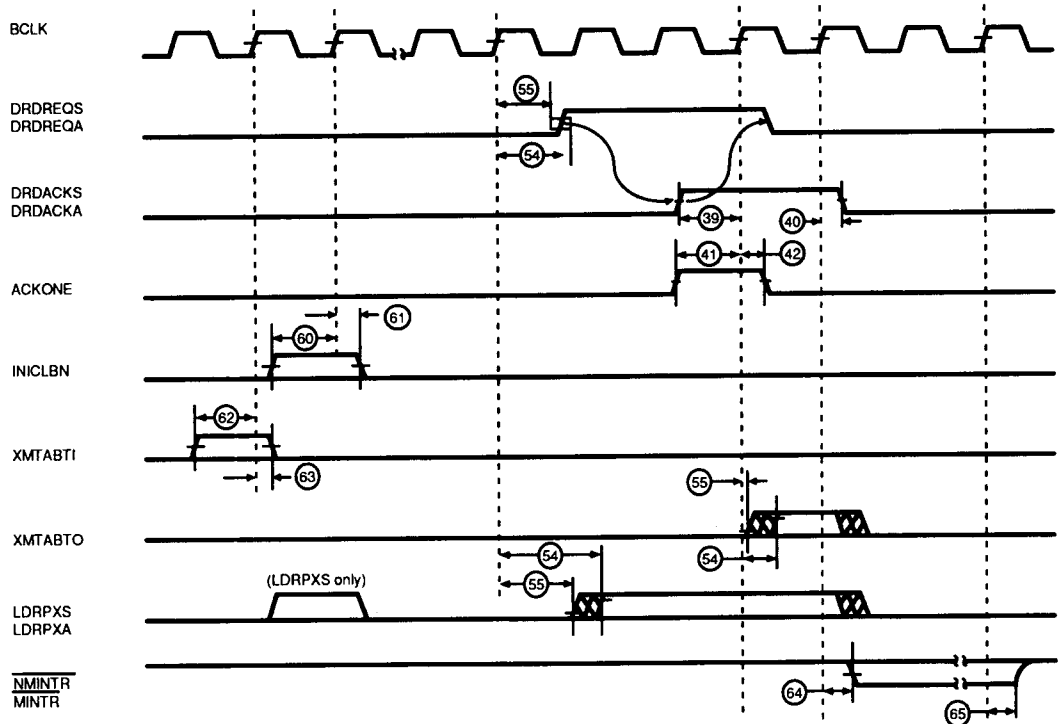 BCLK
55
DRDREQS
DRDREQA
54
DRDACKS
DRDACKA
39
40
41
42
ACKONE
61
60
INICLBN
62
XMTABTI
63
55
XMTABTO
54
54
(LDRPXS only)
55
LDRPXS
LDRPXA
NMINTR
MINTR
64
65